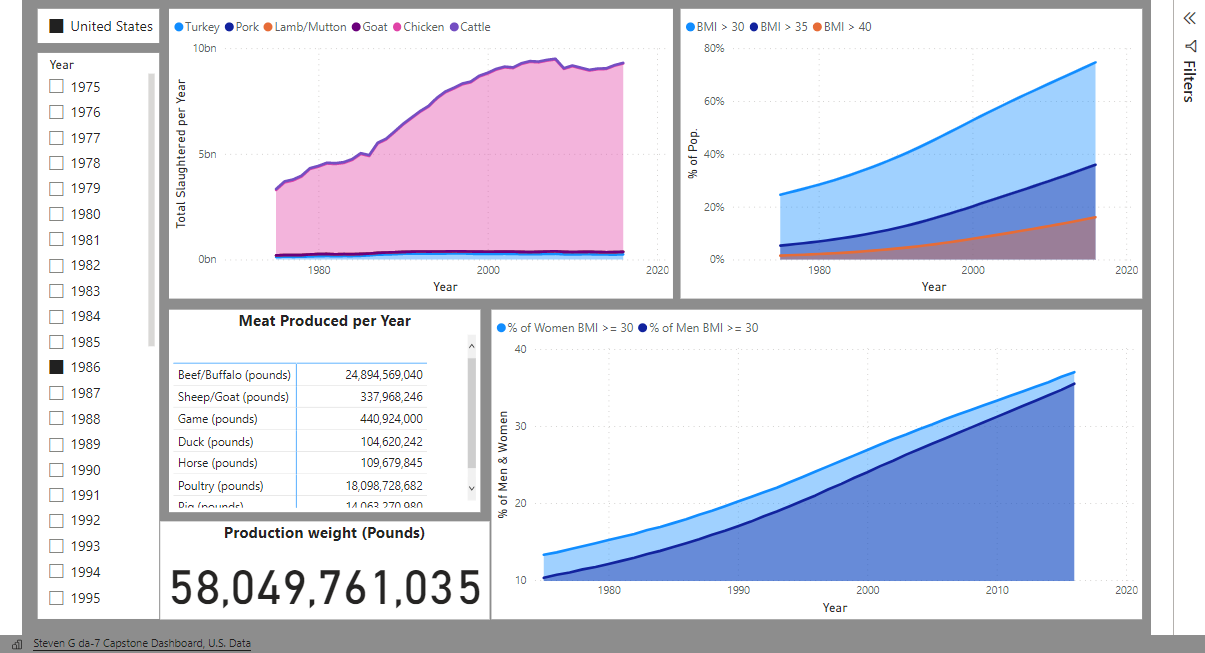 United States
Year
1975
1976
1977
1978
1979
1980
1981
1982
1983
1984
1985
1986
1987
1988
1989
1990
1991
1992
1993
1994
1995
Turkey Pork Lamb/Mutton Goat Chicken Cattle
Total Slaughtered per Year
10bn
5bn
0bn
1980 2000 2020
Year
BMI > 30 BMI > 35 BMI > 40
% of Pop.
80%
60%
40%
20%
0%
1980 2000 2020
Year
Meat Produced per Year
Beef/Buffalo (pounds) 24,894,569,040
Sheep/Goat (pounds) 337,968,246
Game (pounds) 440,924,000
Duck (pounds) 104,620,242
Horse (pounds) 109,679,845
Poultry (pounds) 18,098,728,682
Pig (pounds) 14,063,270,980
Production weight (Pounds)
58,049,761,035
% of Women BMI >= 30 % of Men BMI >= 30
% of Men & Women
40
30
20
10
1980 1990 2000 2010 2020
Year
Filters
Steven G da-7 Capstone Dashboard, U.S. Data